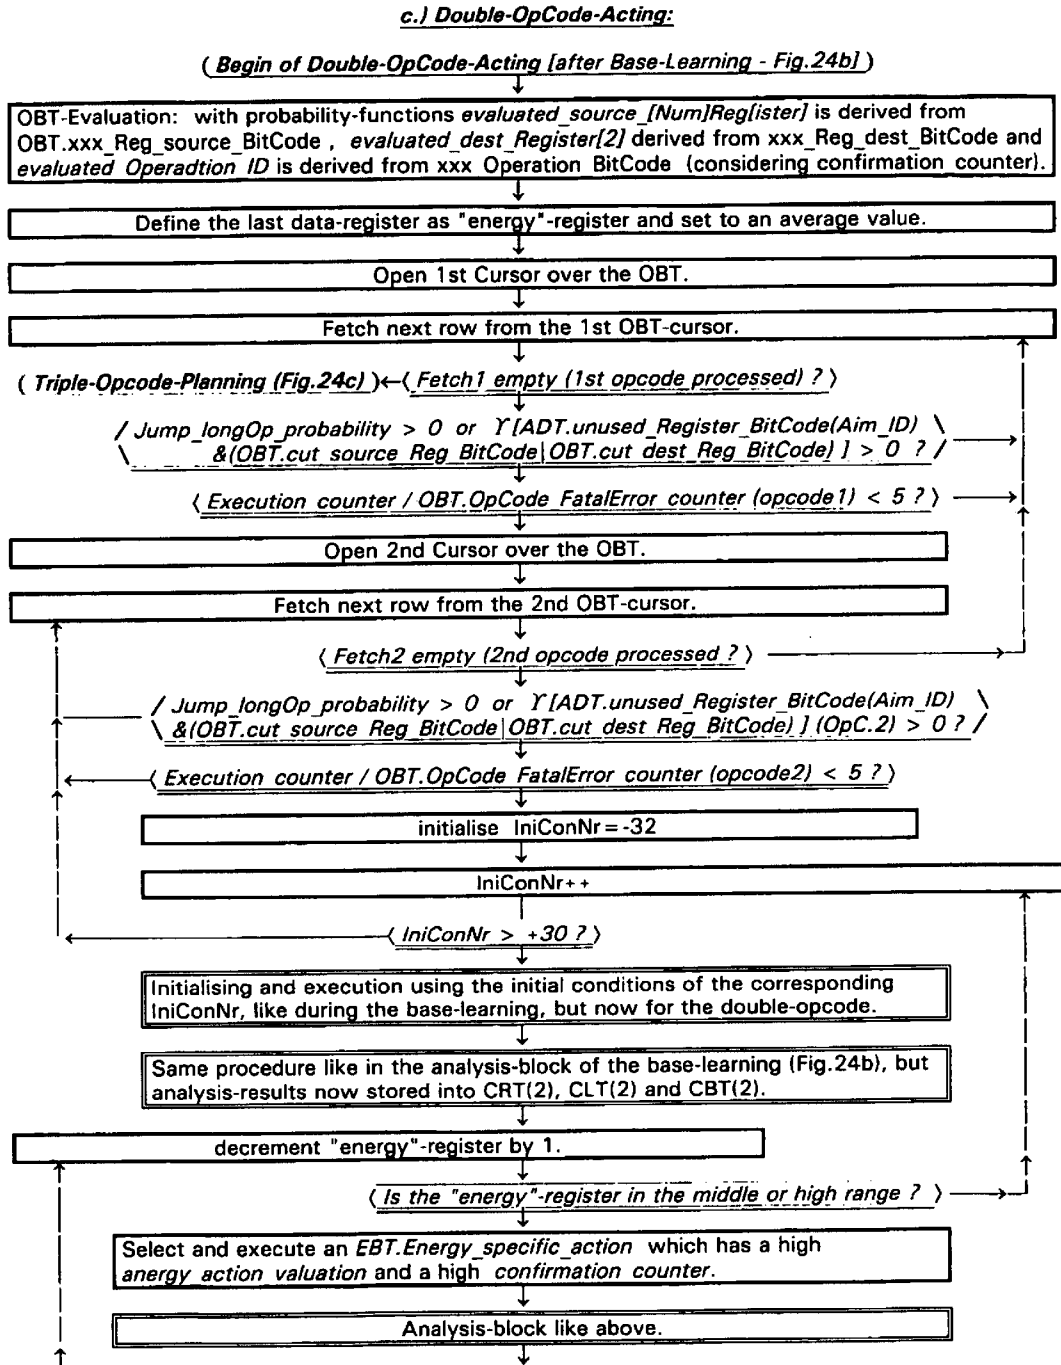 c.) Double-OpCode-Acting:
( Begin of Double-OpCode-Acting [after Base-Learning - Fig.24b] )
OBT-Evaluation: with probability-functions evaluated_source_[Num]Reg[ister] is derived from
OBT.xxx_Reg_source_BitCode , evaluated_dest_Register[2] derived from xxx_Reg_dest_BitCode and
evaluated Operadtion ID is derived from xxx Operation BitCode (considering confirmation counter).
Define the last data-register as "energy"-register and set to an average value.
Open 1st Cursor over the OBT.
Fetch next row from the 1st OBT-cursor.
( Triple-Opcode-Planning (Fig.24c) )←⟨ Fetch1 empty (1st opcode processed) ? ⟩
/ Jump_longOp_probability > 0 or ϒ[ADT.unused_Register_BitCode(Aim_ID) \
\ &(OBT.cut source Reg BitCode|OBT.cut dest_Reg BitCode) ] > 0 ? /
⟨ Execution counter / OBT.OpCode FatalError counter (opcode1) < 5 ? ⟩
Open 2nd Cursor over the OBT.
Fetch next row from the 2nd OBT-cursor.
⟨ Fetch2 empty (2nd opcode processed ? ⟩
/ Jump_longOp_probability > 0 or ϒ[ADT.unused_Register_BitCode(Aim_ID) \
\ &(OBT.cut source Reg BitCode|OBT.cut dest Reg BitCode) ] (OpC.2) > 0 ? /
⟨ Execution counter / OBT.OpCode FatalError counter (opcode2) < 5 ? ⟩
initialise IniConNr=-32
IniConNr++
⟨ IniConNr > +30 ? ⟩
Initialising and execution using the initial conditions of the corresponding
IniConNr, like during the base-learning, but now for the double-opcode.
Same procedure like in the analysis-block of the base-learning (Fig.24b), but
analysis-results now stored into CRT(2), CLT(2) and CBT(2).
decrement "energy"-register by 1.
⟨ Is the "energy"-register in the middle or high range ? ⟩
Select and execute an EBT.Energy_specific_action which has a high
anergy action valuation and a high confirmation counter.
Analysis-block like above.